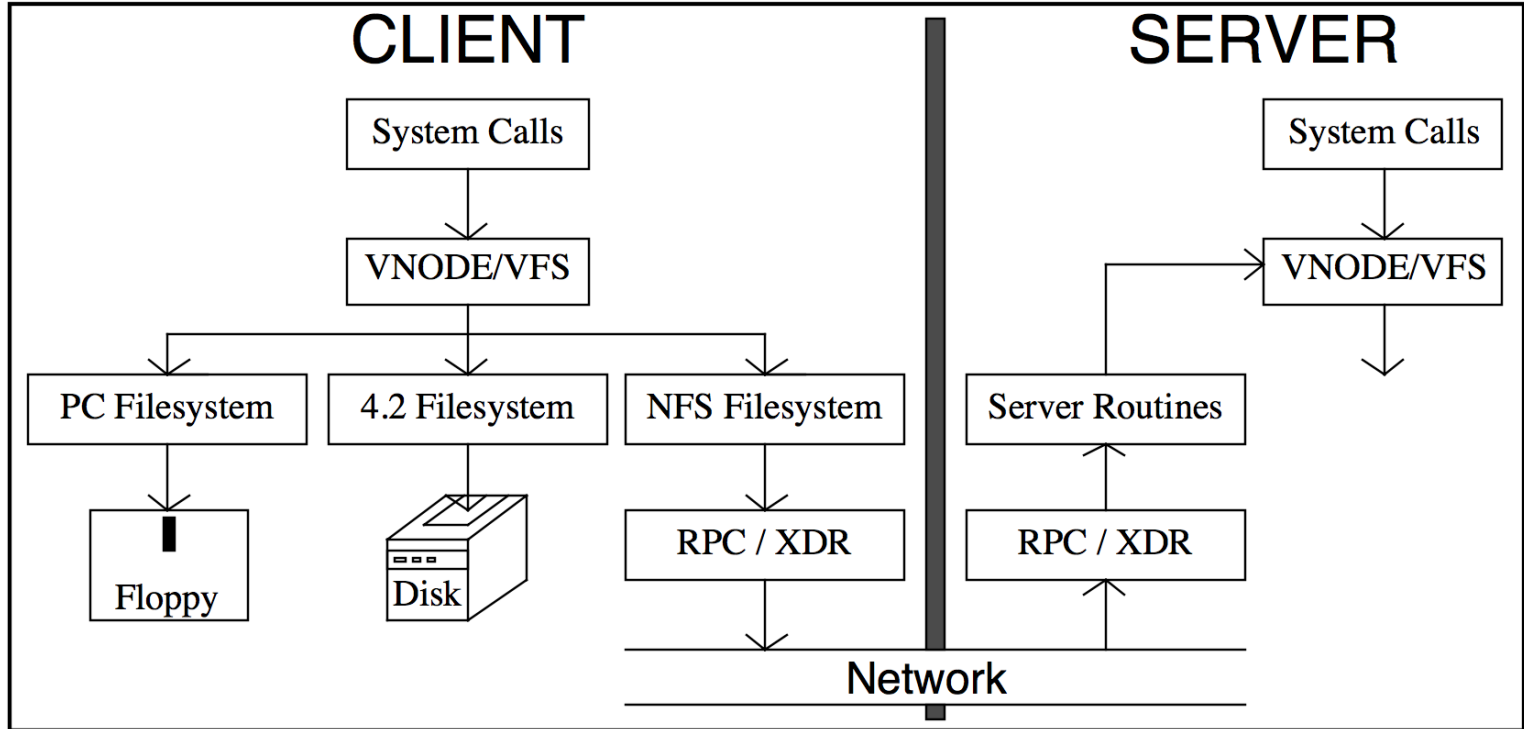 CLIENT
SERVER
System Calls
System Calls
VNODE/VFS
VNODE/VFS
PC Filesystem
4.2 Filesystem
NFS Filesystem
Server Routines
Floppy
Disk
RPC / XDR
RPC / XDR
Network